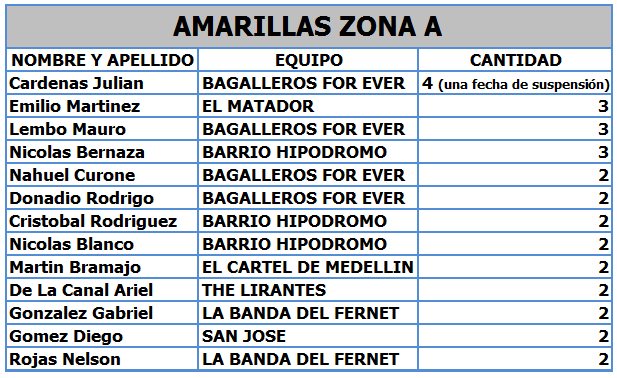 AMARILLAS ZONA A
NOMBRE Y APELLIDO EQUIPO CANTIDAD
Cardenas Julian BAGALLEROS FOR EVER 4 (una fecha de suspensión)
Emilio Martinez EL MATADOR 3
Lembo Mauro BAGALLEROS FOR EVER 3
Nicolas Bernaza BARRIO HIPODROMO 3
Nahuel Curone BAGALLEROS FOR EVER 2
Donadio Rodrigo BAGALLEROS FOR EVER 2
Cristobal Rodriguez BARRIO HIPODROMO 2
Nicolas Blanco BARRIO HIPODROMO 2
Martin Bramajo EL CARTEL DE MEDELLIN 2
De La Canal Ariel THE LIRANTES 2
Gonzalez Gabriel LA BANDA DEL FERNET 2
Gomez Diego SAN JOSE 2
Rojas Nelson LA BANDA DEL FERNET 2